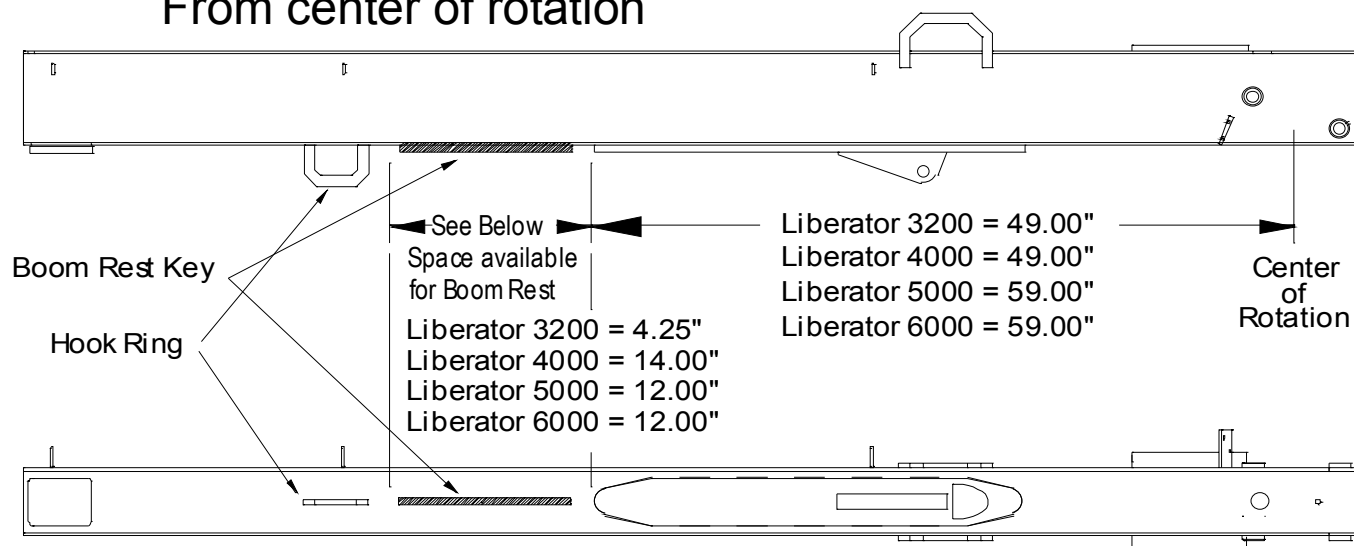 From center of rotation
See Below
Space available
for Boom Rest
Liberator 3200 = 4.25"
Liberator 4000 = 14.00"
Liberator 5000 = 12.00"
Liberator 6000 = 12.00"
Liberator 3200 = 49.00"
Liberator 4000 = 49.00"
Liberator 5000 = 59.00"
Liberator 6000 = 59.00"
Center
of
Rotation
Boom Rest Key
Hook Ring